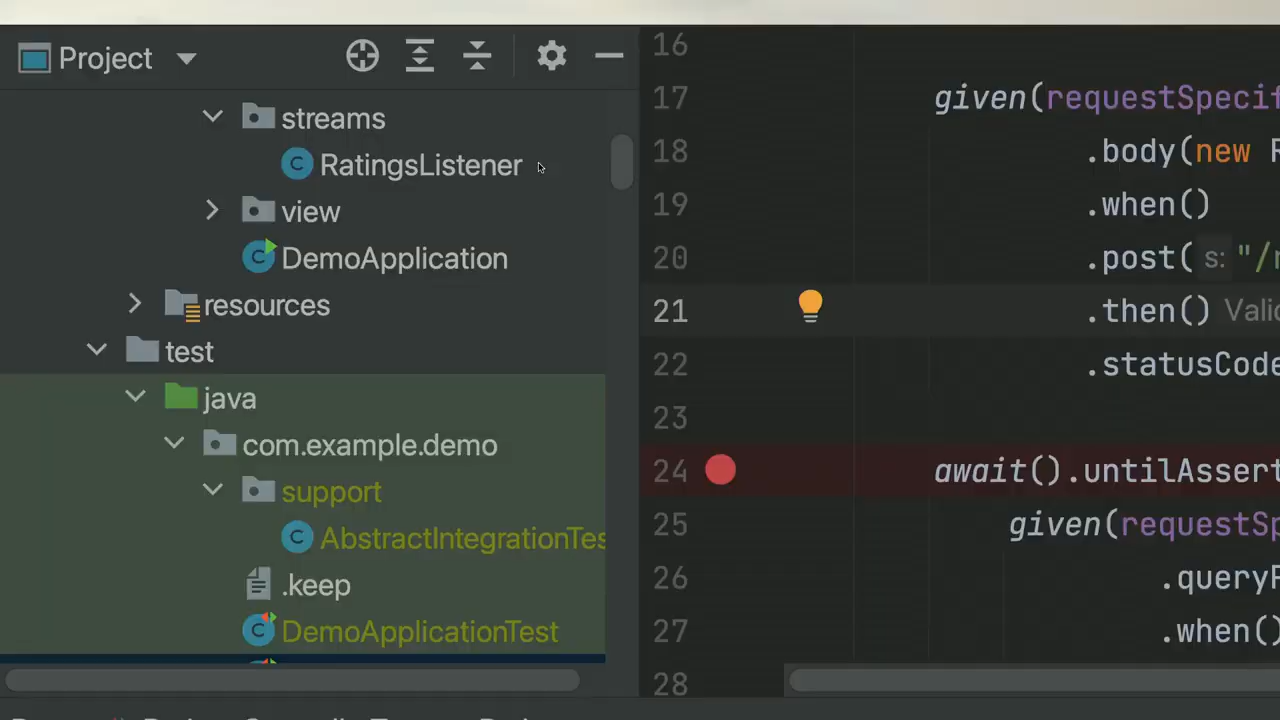 Project
streams
RatingsListener
view
DemoApplication
resources
test
java
com.example.demo
support
AbstractIntegrationTes
.keep
DemoApplicationTest
16
17 given(requestSpecif
18 .body(new
19 .when()
20 .post( s: "/
21 .then() Valid
22 .statusCode
23
24 await().untilAssert
25 given(requestSp
26 .query
27 .when()
28